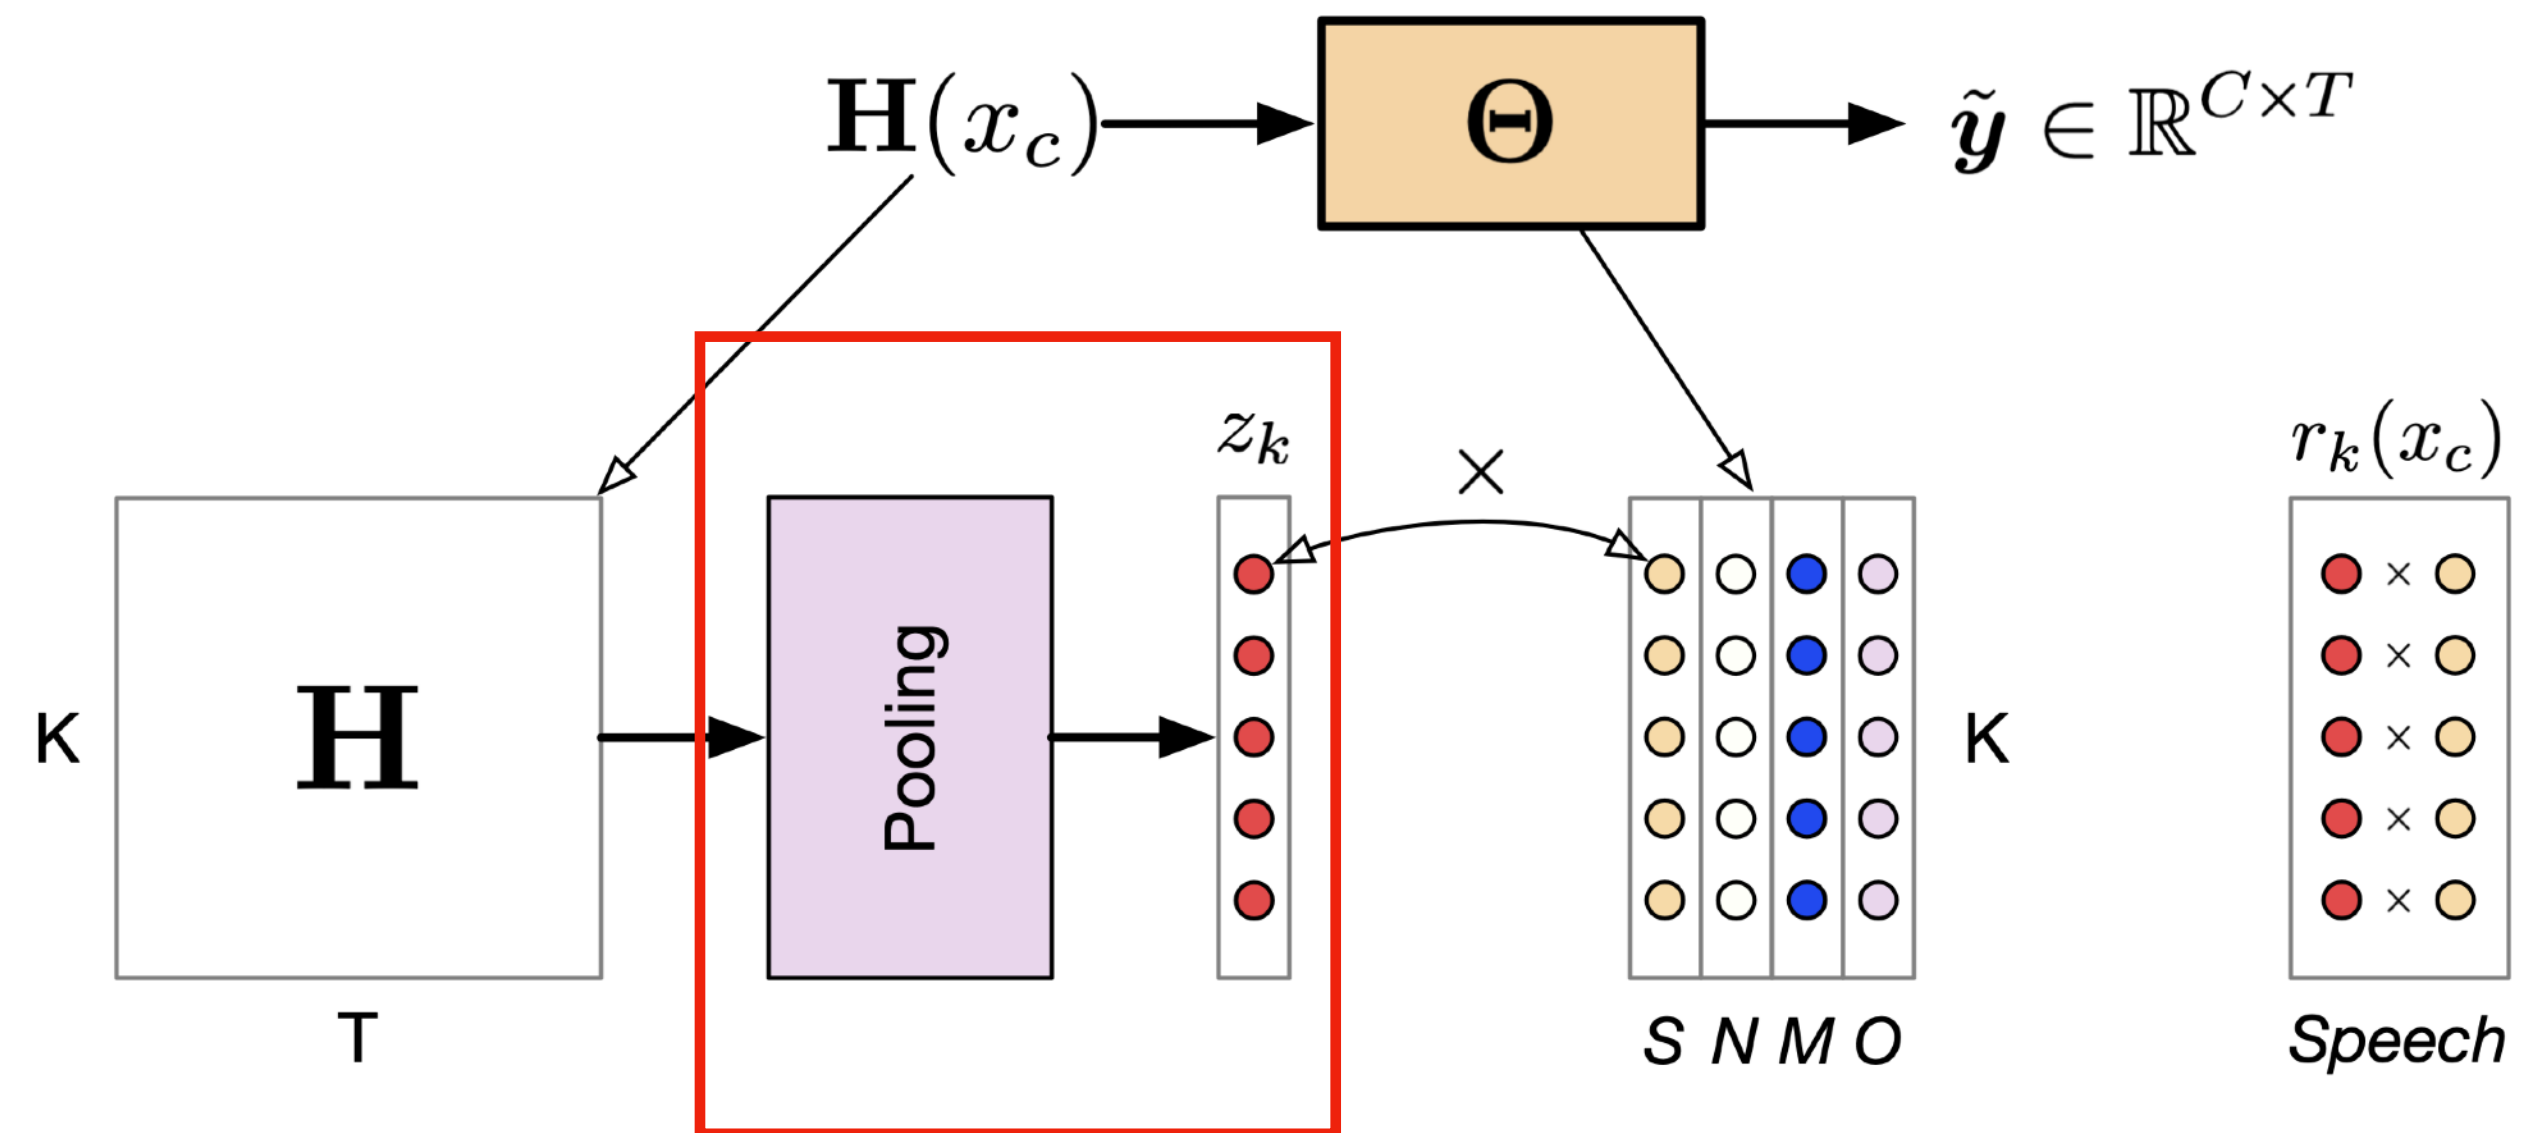 H(x_c) Θ ỹ ∈ ℝ^{C×T}
z_k × r_k(x_c)
K H Pooling K
× 
×
×
×
×
T S N M O Speech